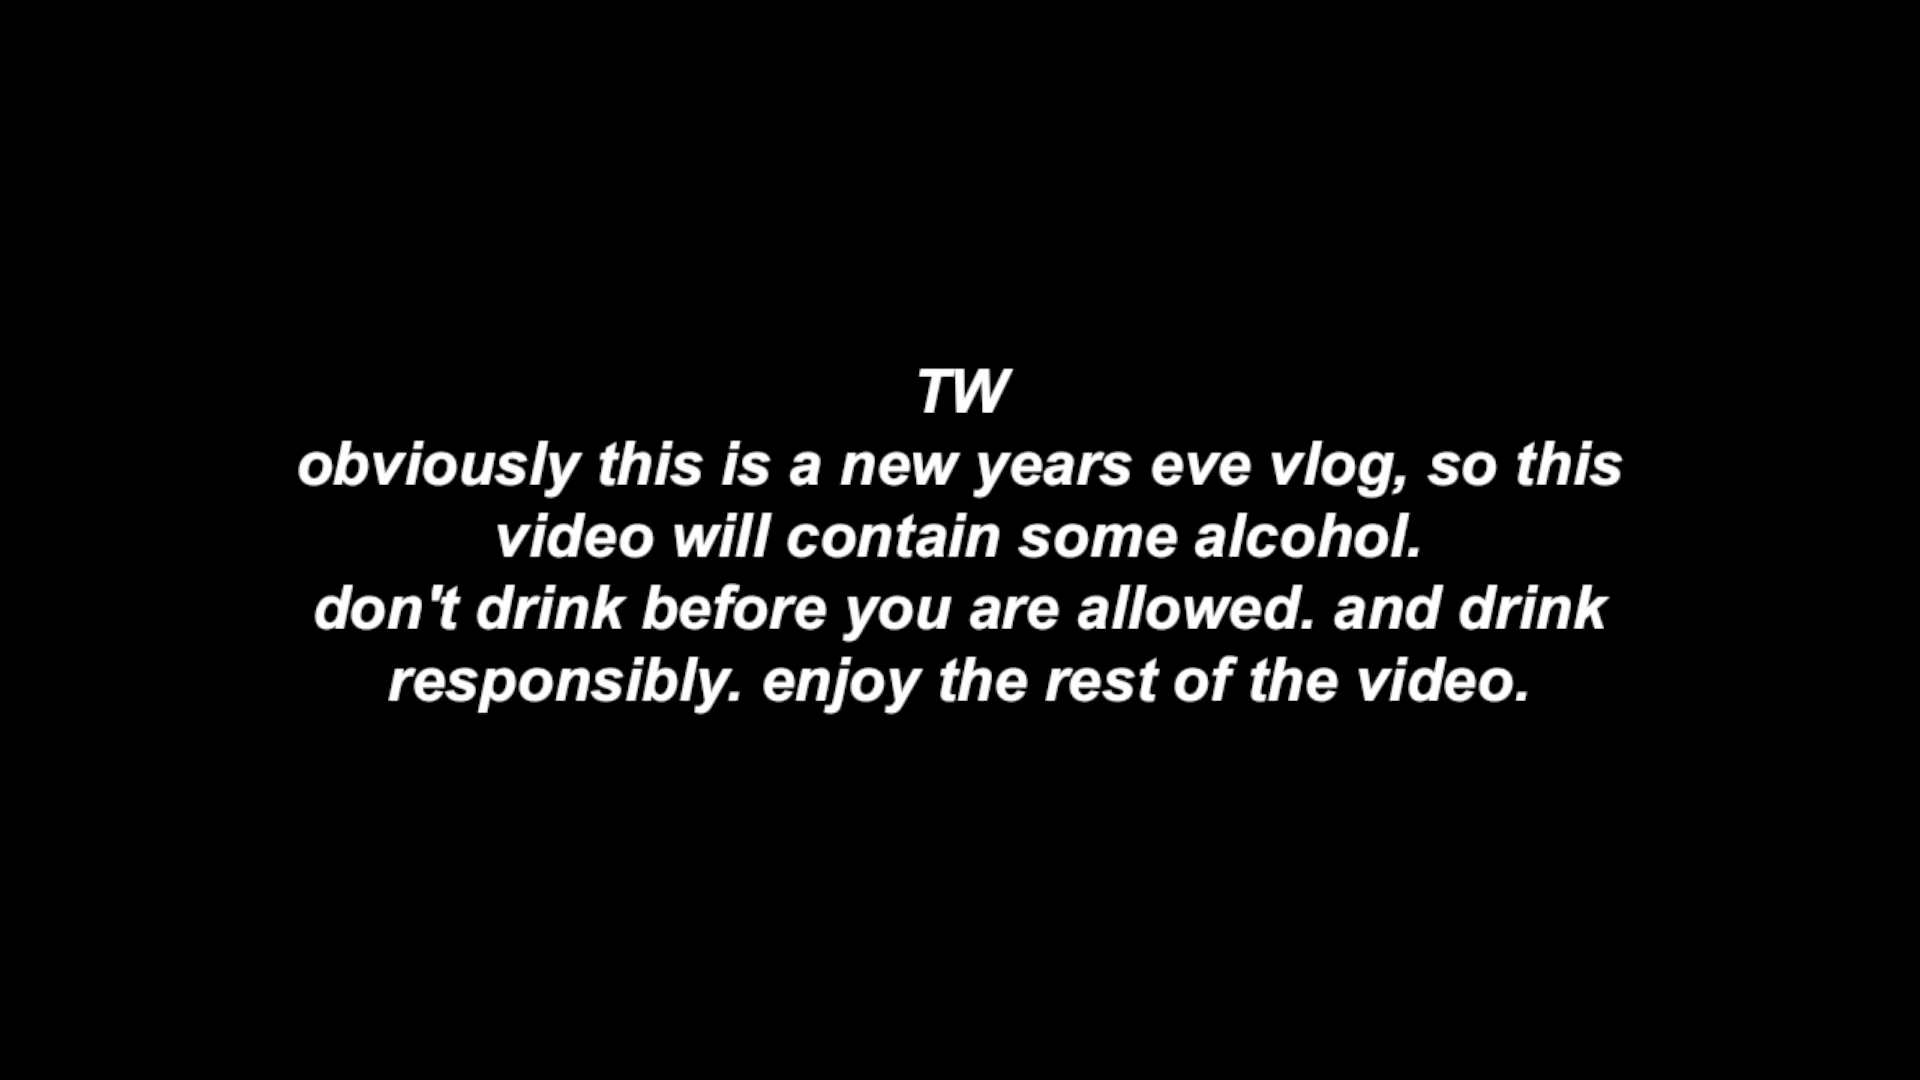 TW
obviously this is a new years eve vlog, so this
video will contain some alcohol.
don't drink before you are allowed. and drink
responsibly. enjoy the rest of the video.